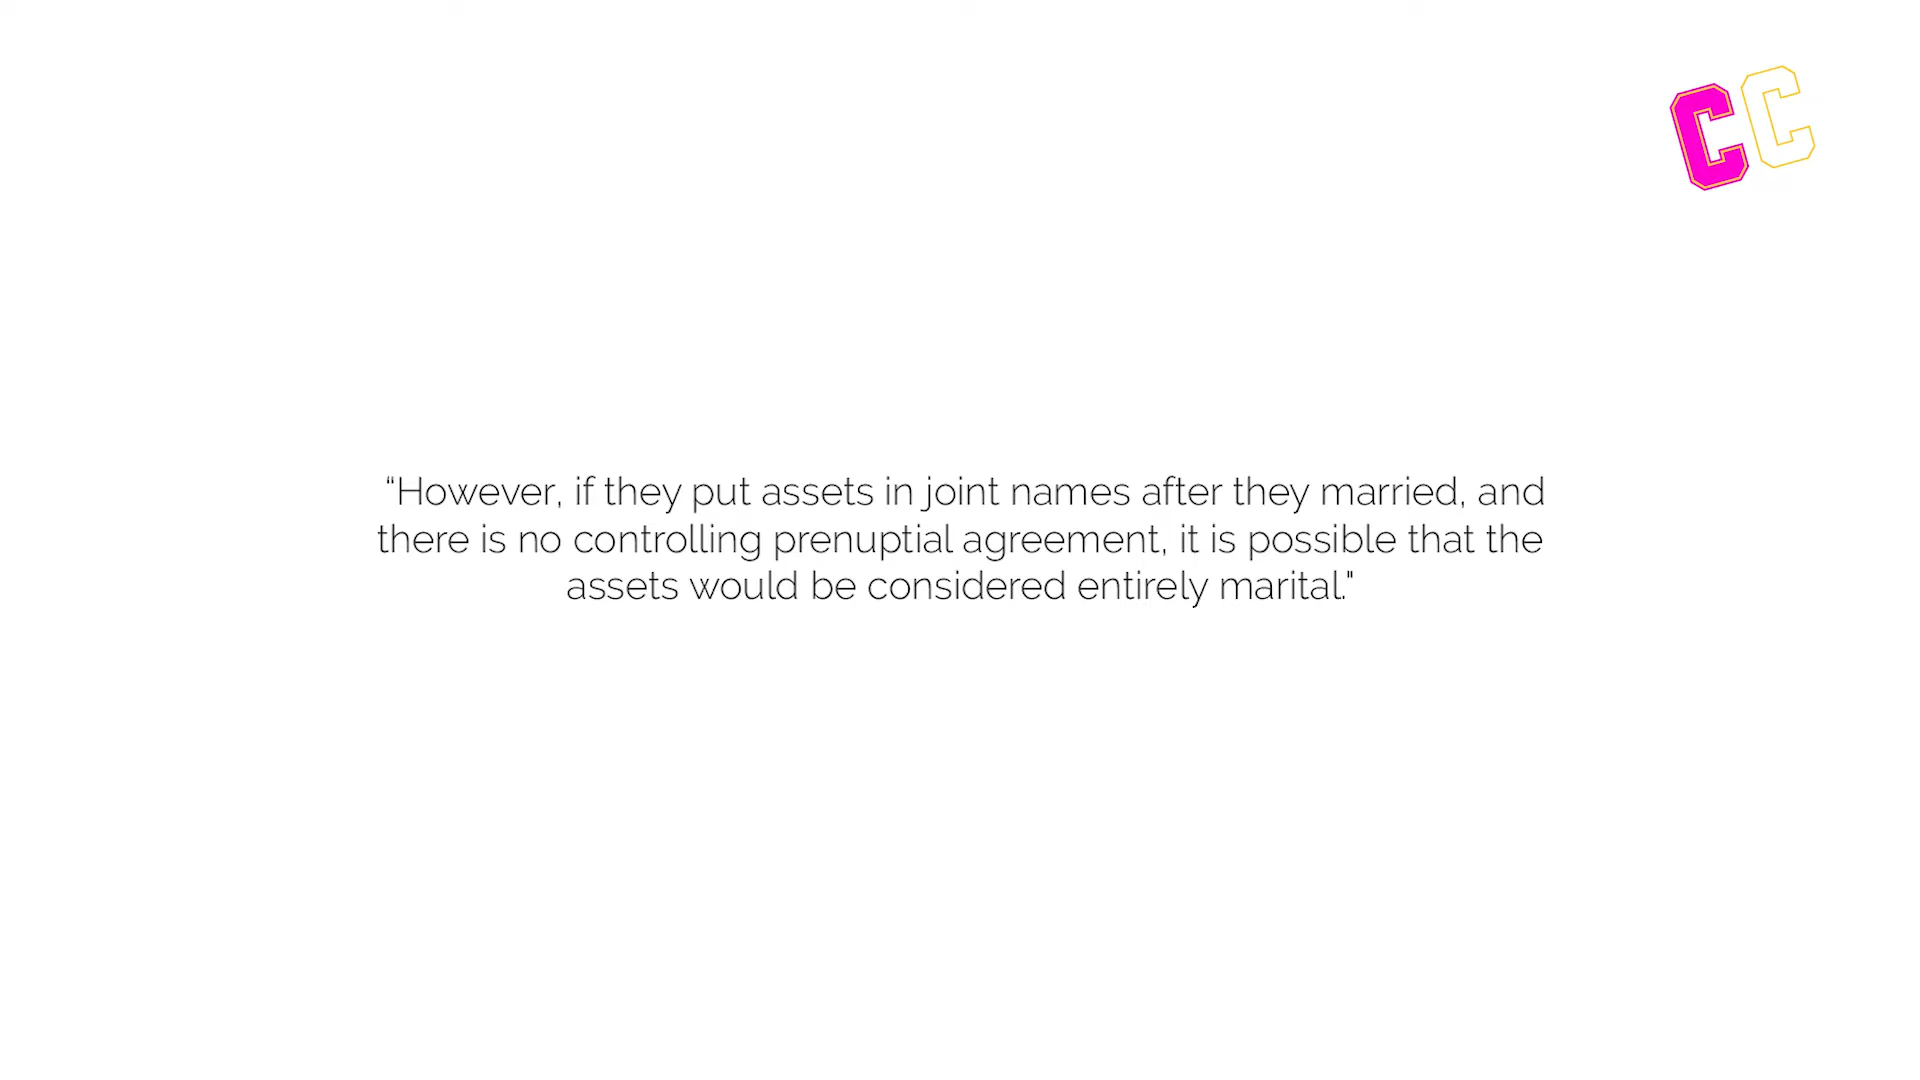 CC
“However, if they put assets in joint names after they married, and
there is no controlling prenuptial agreement, it is possible that the
assets would be considered entirely marital."